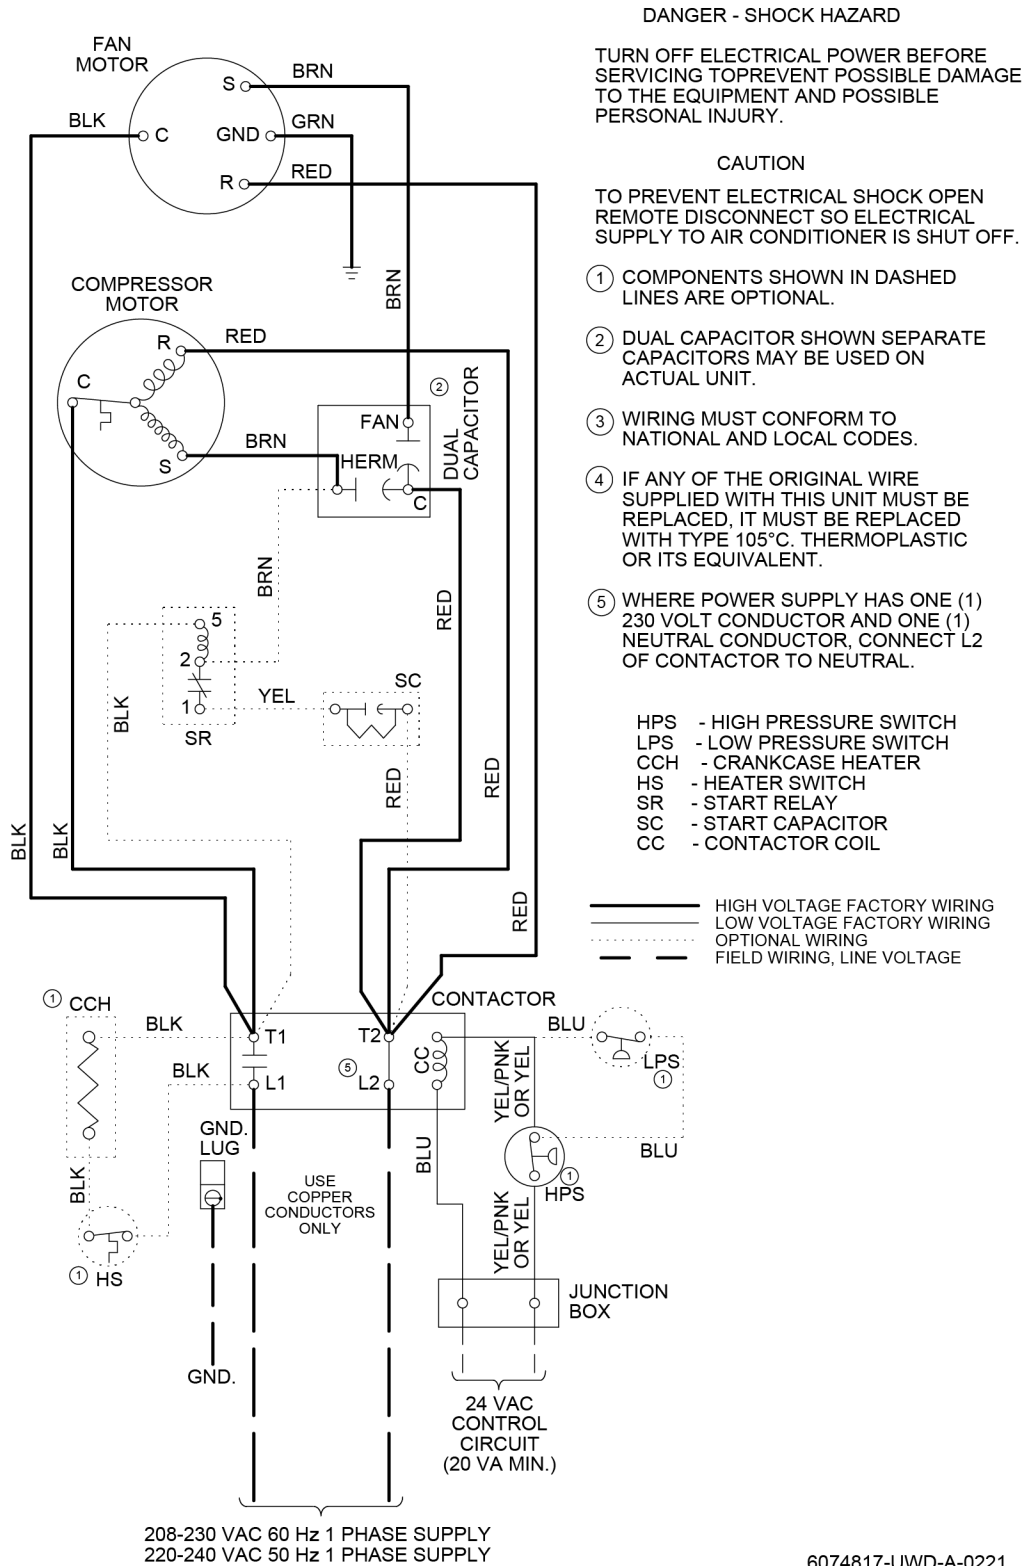 DANGER - SHOCK HAZARD
TURN OFF ELECTRICAL POWER BEFORE
SERVICING TOPREVENT POSSIBLE DAMAGE
TO THE EQUIPMENT AND POSSIBLE
PERSONAL INJURY.
CAUTION
TO PREVENT ELECTRICAL SHOCK OPEN
REMOTE DISCONNECT SO ELECTRICAL
SUPPLY TO AIR CONDITIONER IS SHUT OFF.
1 COMPONENTS SHOWN IN DASHED
LINES ARE OPTIONAL.
2 DUAL CAPACITOR SHOWN SEPARATE
CAPACITORS MAY BE USED ON
ACTUAL UNIT.
3 WIRING MUST CONFORM TO
NATIONAL AND LOCAL CODES.
4 IF ANY OF THE ORIGINAL WIRE
SUPPLIED WITH THIS UNIT MUST BE
REPLACED, IT MUST BE REPLACED
WITH TYPE 105°C. THERMOPLASTIC
OR ITS EQUIVALENT.
5 WHERE POWER SUPPLY HAS ONE (1)
230 VOLT CONDUCTOR AND ONE (1)
NEUTRAL CONDUCTOR, CONNECT L2
OF CONTACTOR TO NEUTRAL.
HPS - HIGH PRESSURE SWITCH
LPS - LOW PRESSURE SWITCH
CCH - CRANKCASE HEATER
HS - HEATER SWITCH
SR - START RELAY
SC - START CAPACITOR
CC - CONTACTOR COIL
HIGH VOLTAGE FACTORY WIRING
LOW VOLTAGE FACTORY WIRING
OPTIONAL WIRING
FIELD WIRING, LINE VOLTAGE
FAN
MOTOR
S
BRN
BLK
C
GND
GRN
R
RED
BRN
COMPRESSOR
MOTOR
R
RED
C
S
BRN
2
DUAL
CAPACITOR
FAN
HERM
C
BRN
RED
5
2
1
SR
YEL
SC
BLK
RED
RED
BLK
BLK
RED
1 CCH
BLK
BLK
BLK
1 HS
CONTACTOR
T1
T2
L1
5
L2
CC
BLU
LPS
1
YEL/PNK
OR YEL
BLU
BLU
HPS
1
YEL/PNK
OR YEL
GND.
LUG
GND.
USE
COPPER
CONDUCTORS
ONLY
JUNCTION
BOX
24 VAC
CONTROL
CIRCUIT
(20 VA MIN.)
208-230 VAC 60 Hz 1 PHASE SUPPLY
220-240 VAC 50 Hz 1 PHASE SUPPLY
6074817-UWD-A-0221